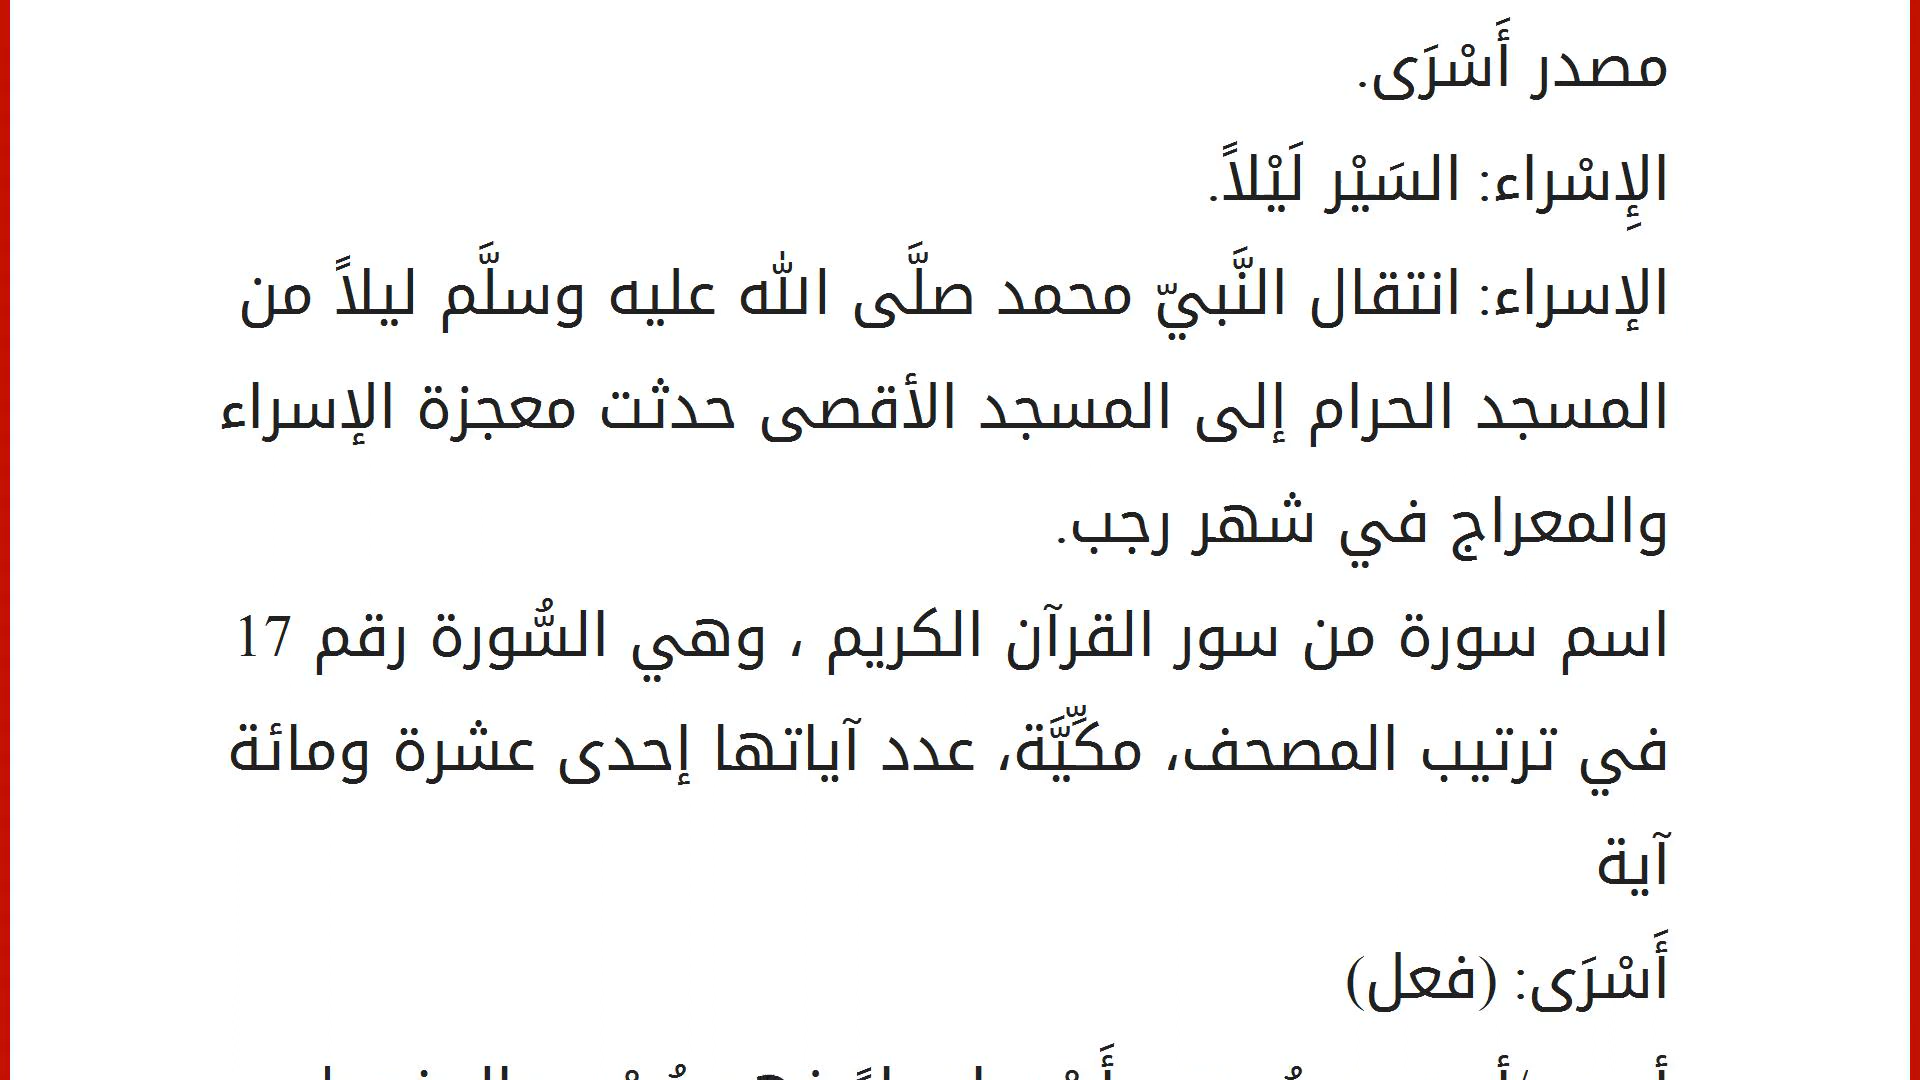 مصدر أَسْرَى.
الإِسْراء: السَيْر لَيْلاً.
الإسراء: انتقال النَّبيّ محمد صلَّى الله عليه وسلَّم ليلاً من
المسجد الحرام إلى المسجد الأقصى حدثت معجزة الإسراء
والمعراج في شهر رجب.
اسم سورة من سور القرآن الكريم ، وهي السُّورة رقم 17
في ترتيب المصحف، مكِّيَّة، عدد آياتها إحدى عشرة ومائة
آية
أَسْرَى: (فعل)